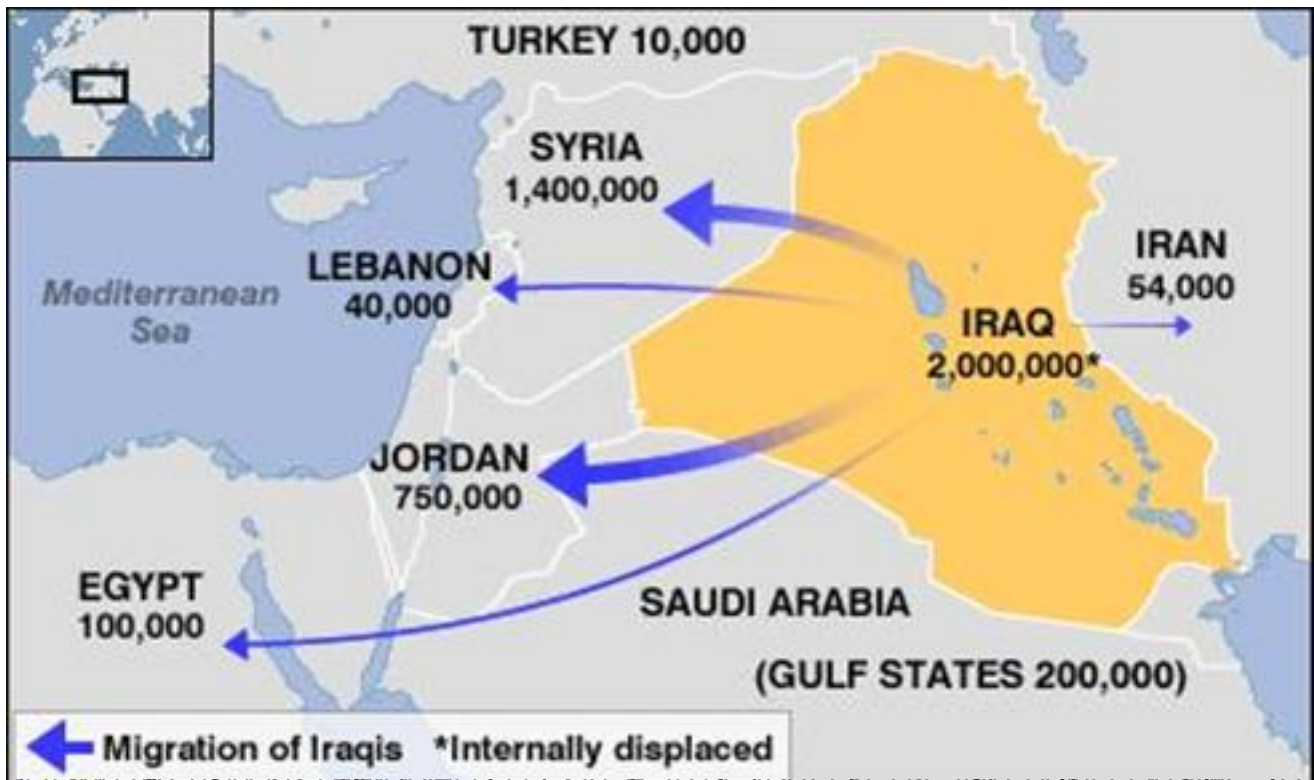 TURKEY 10,000
SYRIA
1,400,000
LEBANON
40,000
Mediterranean
Sea
IRAN
54,000
IRAQ
2,000,000*
JORDAN
750,000
EGYPT
100,000
SAUDI ARABIA
(GULF STATES 200,000)
Migration of Iraqis *Internally displaced